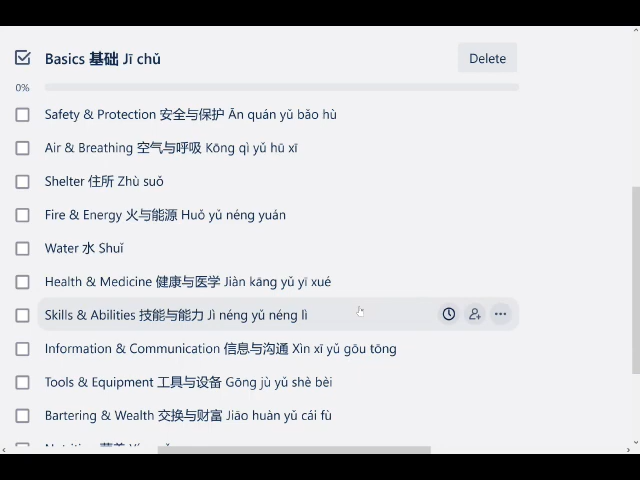 Basics 基础 Jī chǔ
Delete
0%
Safety & Protection 安全与保护 Ān quán yǔ bǎo hù
Air & Breathing 空气与呼吸 Kōng qì yǔ hū xī
Shelter 住所 Zhù suǒ
Fire & Energy 火与能源 Huǒ yǔ néng yuán
Water 水 Shuǐ
Health & Medicine 健康与医学 Jiàn kāng yǔ yī xué
Skills & Abilities 技能与能力 Jì néng yǔ néng lì
Information & Communication 信息与沟通 Xìn xī yǔ gōu tōng
Tools & Equipment 工具与设备 Gōng jù yǔ shè bèi
Bartering & Wealth 交换与财富 Jiāo huàn yǔ cái fù